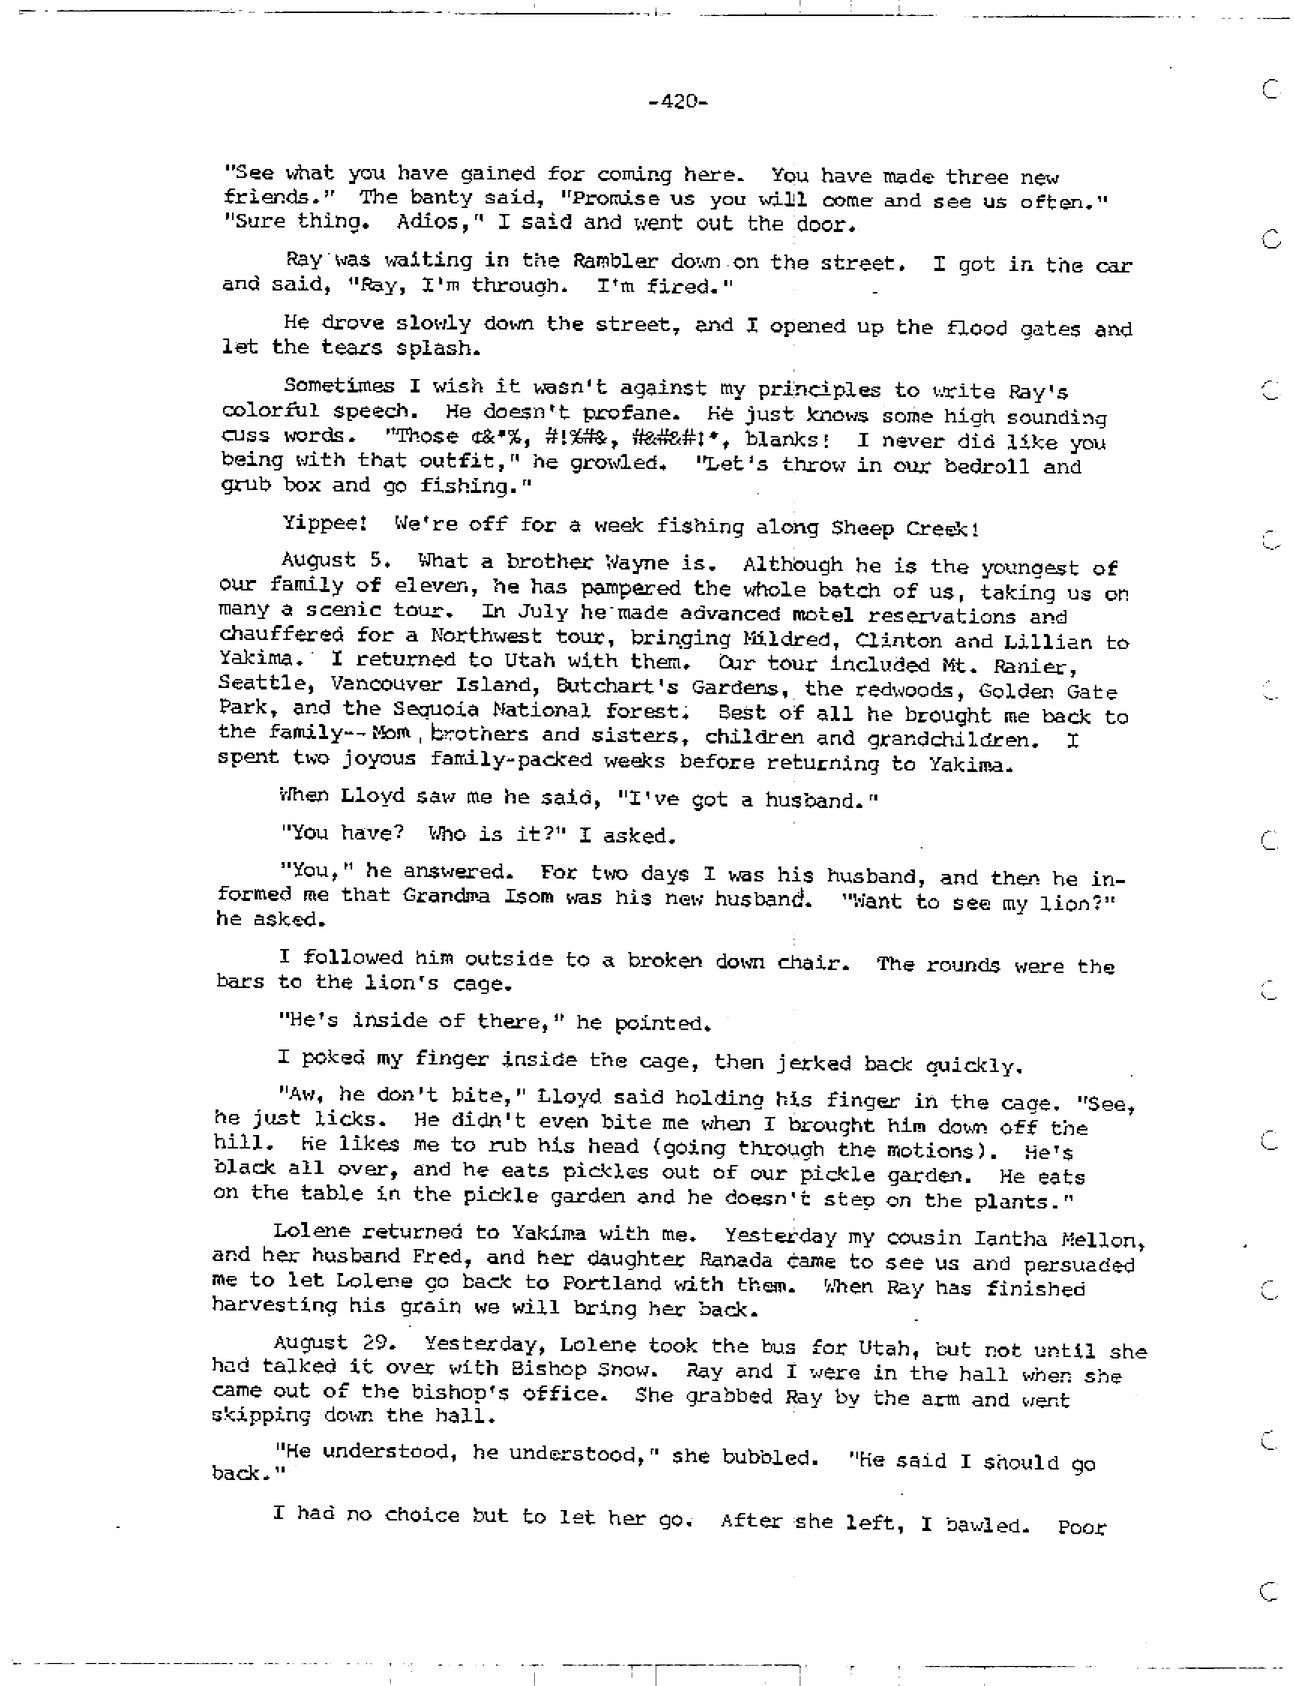 -420-
"See what you have gained for coming here. You have made three new
friends." The banty said, "Promise us you will come and see us often."
"Sure thing. Adios," I said and went out the door.
Ray was waiting in the Rambler down on the street. I got in the car
and said, "Ray, I'm through. I'm fired."
He drove slowly down the street, and I opened up the flood gates and
let the tears splash.
Sometimes I wish it wasn't against my principles to write Ray's
colorful speech. He doesn't profane. He just knows some high sounding
cuss words. "Those ¢&*%, #!%#&, #&#&#!*, blanks! I never did like you
being with that outfit," he growled. "Let's throw in our bedroll and
grub box and go fishing."
Yippee! We're off for a week fishing along Sheep Creek!
August 5. What a brother Wayne is. Although he is the youngest of
our family of eleven, he has pampered the whole batch of us, taking us on
many a scenic tour. In July he made advanced motel reservations and
chauffered for a Northwest tour, bringing Mildred, Clinton and Lillian to
Yakima. I returned to Utah with them. Our tour included Mt. Ranier,
Seattle, Vancouver Island, Butchart's Gardens, the redwoods, Golden Gate
Park, and the Sequoia National forest. Best of all he brought me back to
the family--Mom, brothers and sisters, children and grandchildren. I
spent two joyous family-packed weeks before returning to Yakima.
When Lloyd saw me he said, "I've got a husband."
"You have? Who is it?" I asked.
"You," he answered. For two days I was his husband, and then he in-
formed me that Grandma Isom was his new husband. "Want to see my lion?"
he asked.
I followed him outside to a broken down chair. The rounds were the
bars to the lion's cage.
"He's inside of there," he pointed.
I poked my finger inside the cage, then jerked back quickly.
"Aw, he don't bite," Lloyd said holding his finger in the cage. "See,
he just licks. He didn't even bite me when I brought him down off the
hill. He likes me to rub his head (going through the motions). He's
black all over, and he eats pickles out of our pickle garden. He eats
on the table in the pickle garden and he doesn't step on the plants."
Lolene returned to Yakima with me. Yesterday my cousin Iantha Mellon,
and her husband Fred, and her daughter Ranada came to see us and persuaded
me to let Lolene go back to Portland with them. When Ray has finished
harvesting his grain we will bring her back.
August 29. Yesterday, Lolene took the bus for Utah, but not until she
had talked it over with Bishop Snow. Ray and I were in the hall when she
came out of the bishop's office. She grabbed Ray by the arm and went
skipping down the hall.
"He understood, he understood," she bubbled. "He said I should go
back."
I had no choice but to let her go. After she left, I bawled. Poor